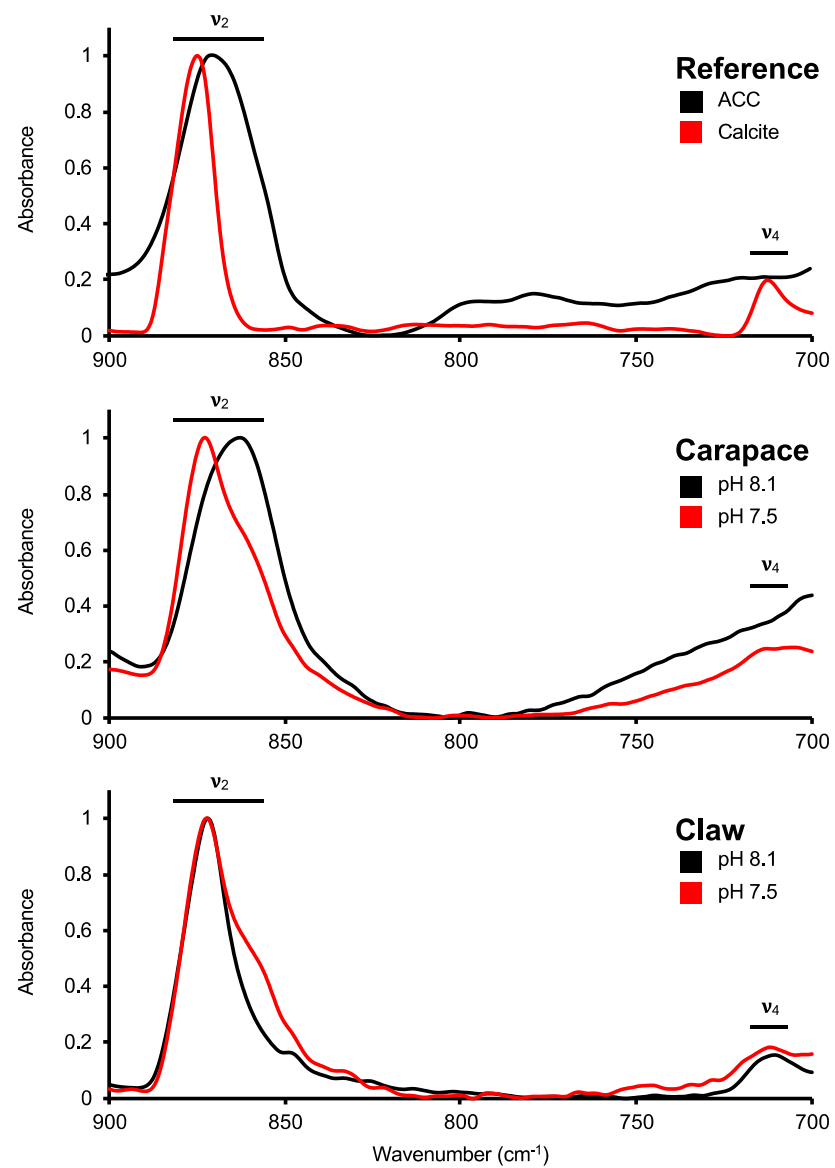 ν2
Reference
ACC
Calcite
ν4
Absorbance
1
0.8
0.6
0.4
0.2
0
900 850 800 750 700
ν2
Carapace
pH 8.1
pH 7.5
ν4
Absorbance
1
0.8
0.6
0.4
0.2
0
900 850 800 750 700
ν2
Claw
pH 8.1
pH 7.5
ν4
Absorbance
1
0.8
0.6
0.4
0.2
0
900 850 800 750 700
Wavenumber (cm-1)